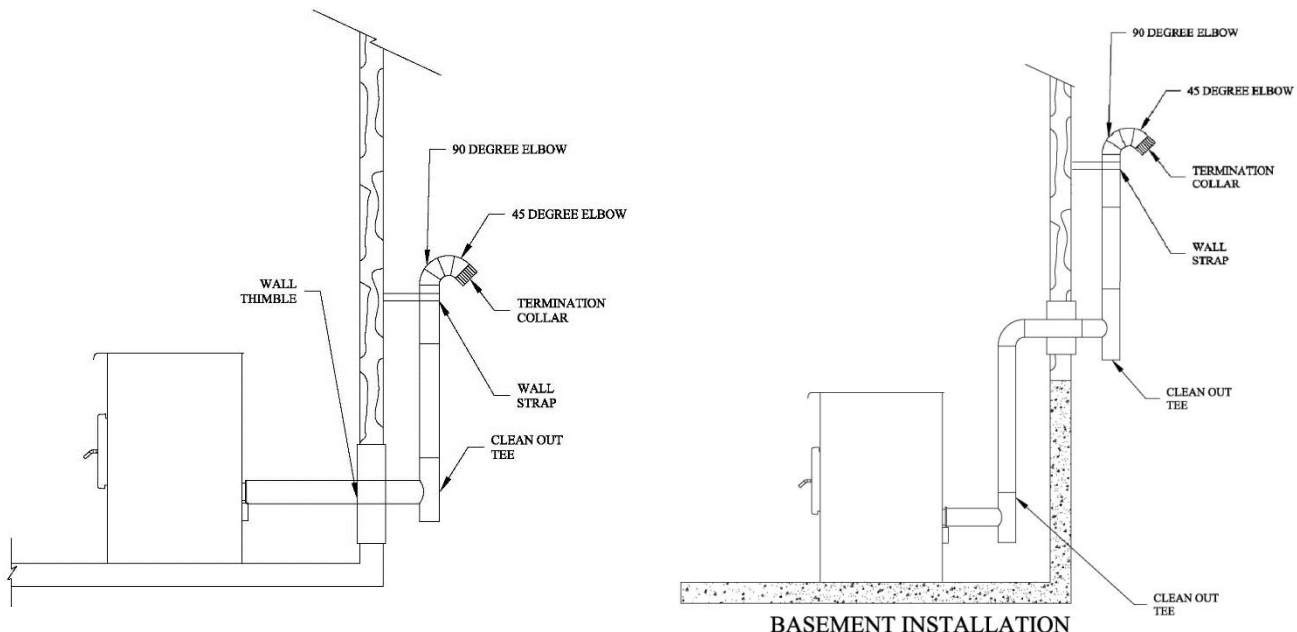 90 DEGREE ELBOW
45 DEGREE ELBOW
WALL
THIMBLE
TERMINATION
COLLAR
WALL
STRAP
CLEAN OUT
TEE
90 DEGREE ELBOW
45 DEGREE ELBOW
TERMINATION
COLLAR
WALL
STRAP
CLEAN OUT
TEE
CLEAN OUT
TEE
BASEMENT INSTALLATION